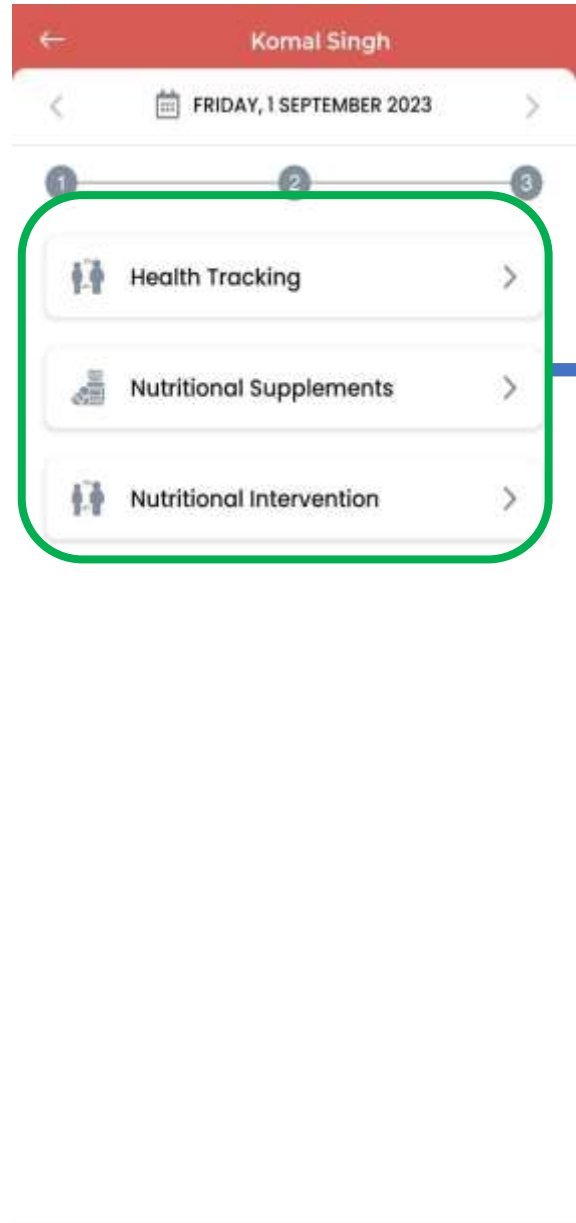 Komal Singh
FRIDAY, 1 SEPTEMBER 2023
1 2 3
Health Tracking
Nutritional Supplements
Nutritional Intervention